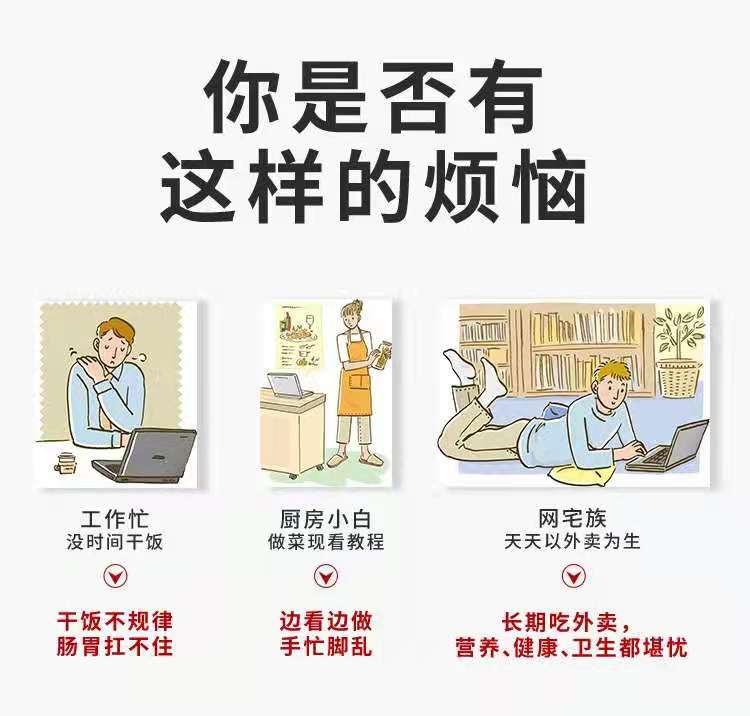 你是否有
这样的烦恼
工作忙
没时间干饭
干饭不规律
肠胃扛不住
厨房小白
做菜现看教程
边看边做
手忙脚乱
网宅族
天天以外卖为生
长期吃外卖，
营养、健康、卫生都堪忧